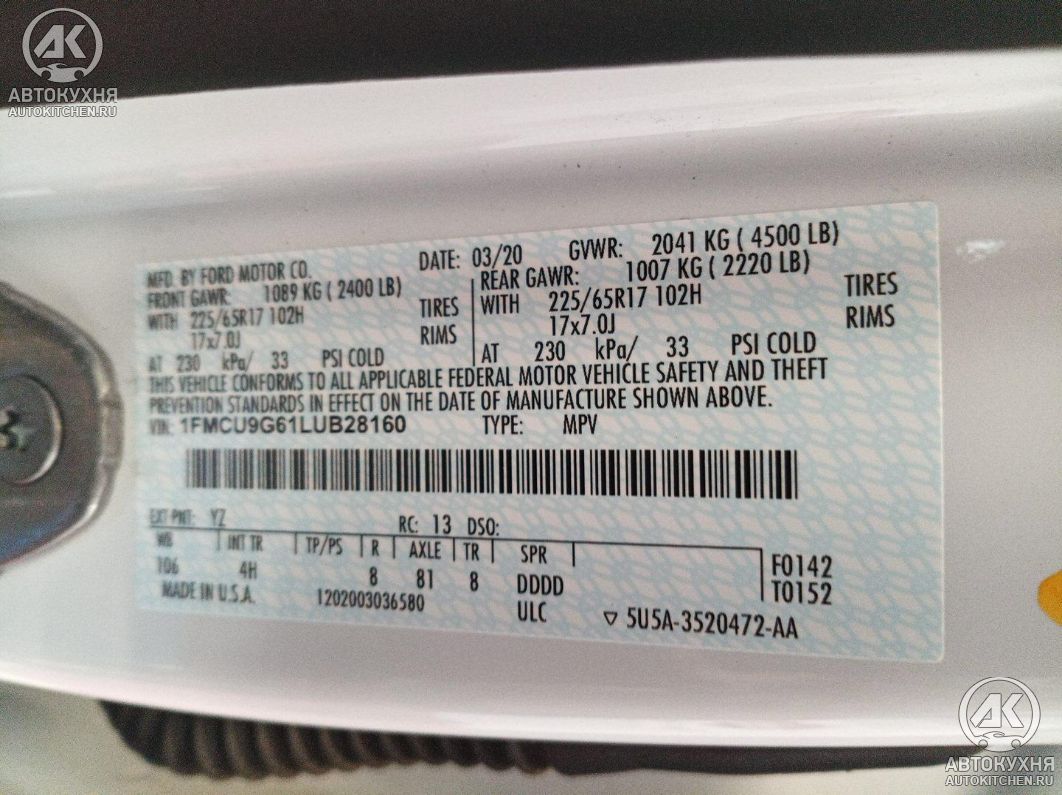 АК
АВТОКУХНЯ
AUTOKITCHEN.RU
MFD. BY FORD MOTOR CO. DATE: 03/20 GVWR: 2041 KG ( 4500 LB)
FRONT GAWR: 1089 KG ( 2400 LB) REAR GAWR: 1007 KG ( 2220 LB)
WITH 225/65R17 102H TIRES WITH 225/65R17 102H TIRES
17x7.0J RIMS 17x7.0J RIMS
AT 230 kPa/ 33 PSI COLD AT 230 kPa/ 33 PSI COLD
THIS VEHICLE CONFORMS TO ALL APPLICABLE FEDERAL MOTOR VEHICLE SAFETY AND THEFT
PREVENTION STANDARDS IN EFFECT ON THE DATE OF MANUFACTURE SHOWN ABOVE.
VIN: 1FMCU9G61LUB28160 TYPE: MPV
EXT PNT: YZ RC: 13 DSO:
WB INT TR TP/PS R AXLE TR SPR
106 4H 8 81 8 DDDD
F0142
T0152
MADE IN U.S.A. 1202003036580 ULC ▽ 5U5A-3520472-AA
АК
АВТОКУХНЯ
AUTOKITCHEN.RU